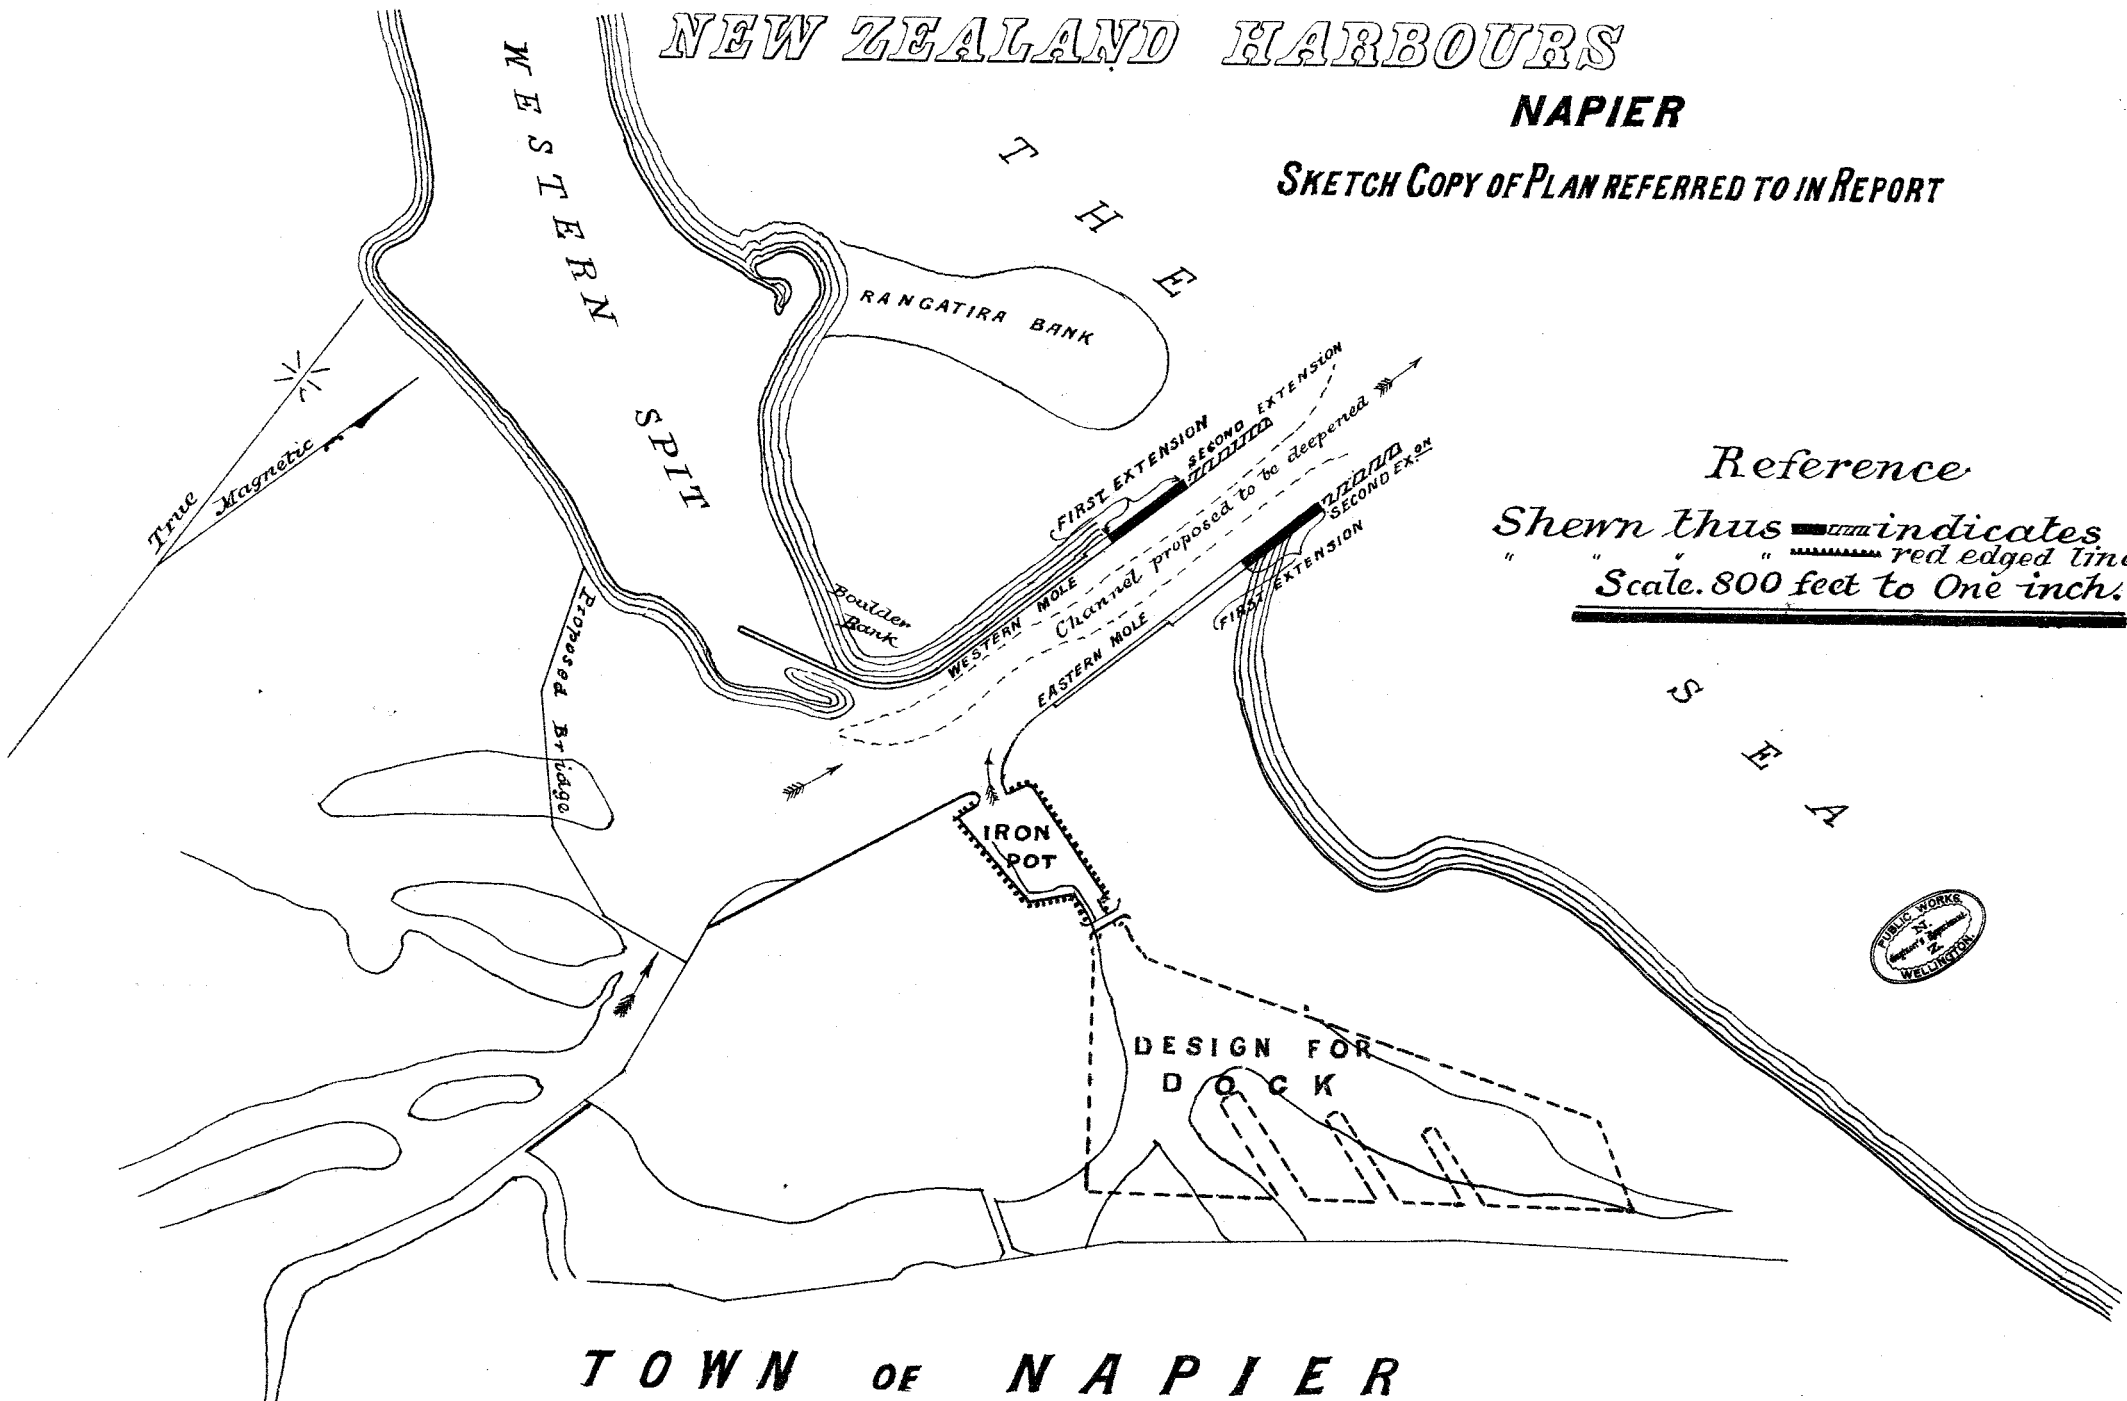 NEW ZEALAND HARBOURS
NAPIER
SKETCH COPY OF PLAN REFERRED TO IN REPORT
WESTERN SPIT
THE SEA
RANGATIRA BANK
True
Magnetic
FIRST EXTENSION
SECOND EXTENSION
Channel proposed to be deepened
SECOND EX.ON
FIRST EXTENSION
WESTERN MOLE
EASTERN MOLE
Boulder
Bank
Proposed Bridge
Reference
Shewn thus indicates
" " " " red edged line
Scale. 800 feet to One inch.
IRON
POT
PUBLIC WORKS,
N.
Z.
WELLINGTON.
DESIGN FOR
DOCK
TOWN OF NAPIER